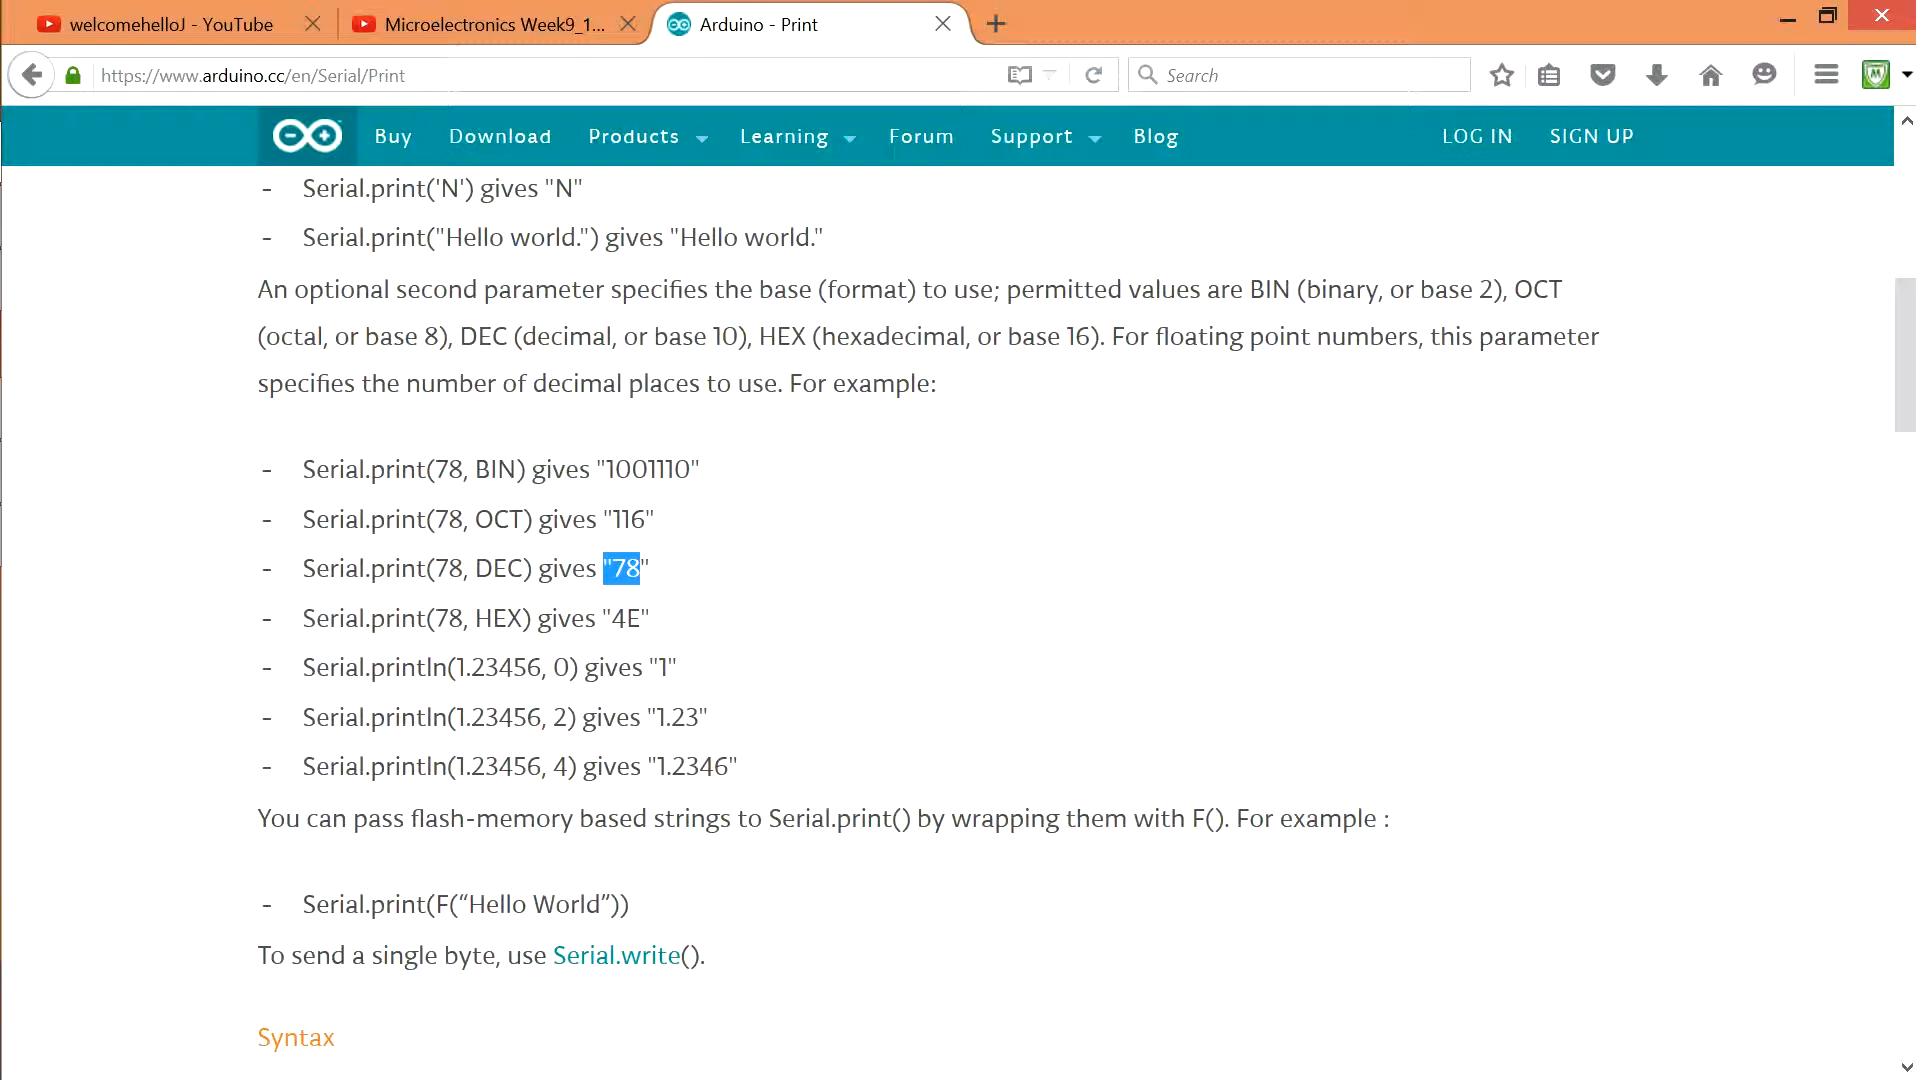 welcomehelloJ - YouTube
Microelectronics Week9_1...
Arduino - Print
https://www.arduino.cc/en/Serial/Print
Search
Buy Download Products Learning Forum Support Blog LOG IN SIGN UP
- Serial.print('N') gives "N"
- Serial.print("Hello world.") gives "Hello world."
An optional second parameter specifies the base (format) to use; permitted values are BIN (binary, or base 2), OCT
(octal, or base 8), DEC (decimal, or base 10), HEX (hexadecimal, or base 16). For floating point numbers, this parameter
specifies the number of decimal places to use. For example:
- Serial.print(78, BIN) gives "1001110"
- Serial.print(78, OCT) gives "116"
- Serial.print(78, DEC) gives "78"
- Serial.print(78, HEX) gives "4E"
- Serial.println(1.23456, 0) gives "1"
- Serial.println(1.23456, 2) gives "1.23"
- Serial.println(1.23456, 4) gives "1.2346"
You can pass flash-memory based strings to Serial.print() by wrapping them with F(). For example :
- Serial.print(F(“Hello World”))
To send a single byte, use Serial.write().
Syntax